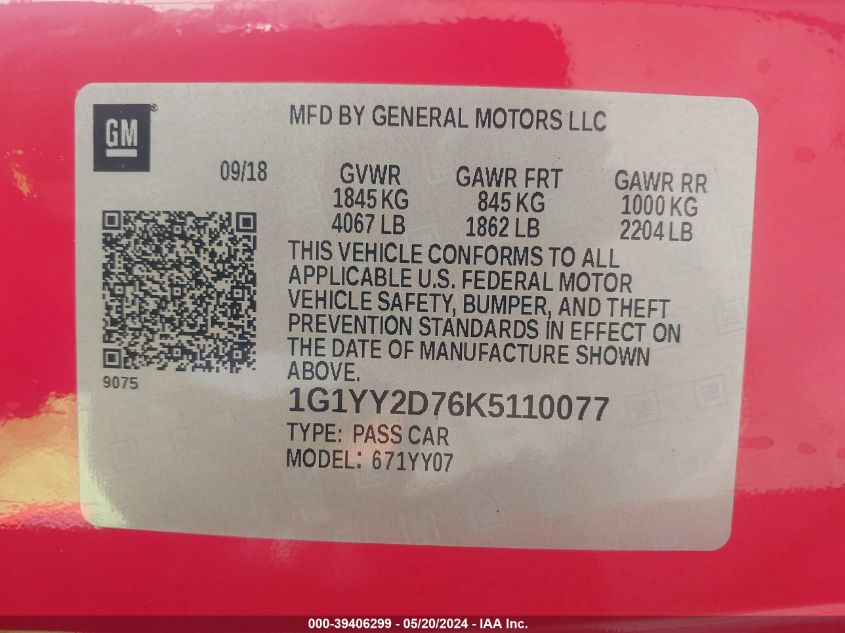 GM®
MFD BY GENERAL MOTORS LLC
09/18
GVWR
1845 KG
4067 LB
GAWR FRT
845 KG
1862 LB
GAWR RR
1000 KG
2204 LB
THIS VEHICLE CONFORMS TO ALL
APPLICABLE U.S. FEDERAL MOTOR
VEHICLE SAFETY, BUMPER, AND THEFT
PREVENTION STANDARDS IN EFFECT ON
THE DATE OF MANUFACTURE SHOWN
ABOVE.
9075
1G1YY2D76K5110077
TYPE: PASS CAR
MODEL: 671YY07
000-39406299 - 05/20/2024 - IAA Inc.